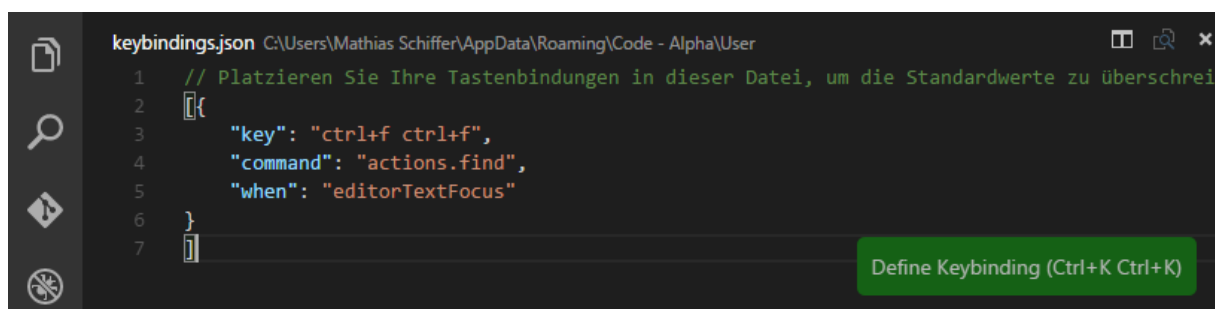 keybindings.json C:\Users\Mathias Schiffer\AppData\Roaming\Code - Alpha\User
1 // Platzieren Sie Ihre Tastenbindungen in dieser Datei, um die Standardwerte zu überschrei
2 [{
3 "key": "ctrl+f ctrl+f",
4 "command": "actions.find",
5 "when": "editorTextFocus"
6 }
7 ]
Define Keybinding (Ctrl+K Ctrl+K)